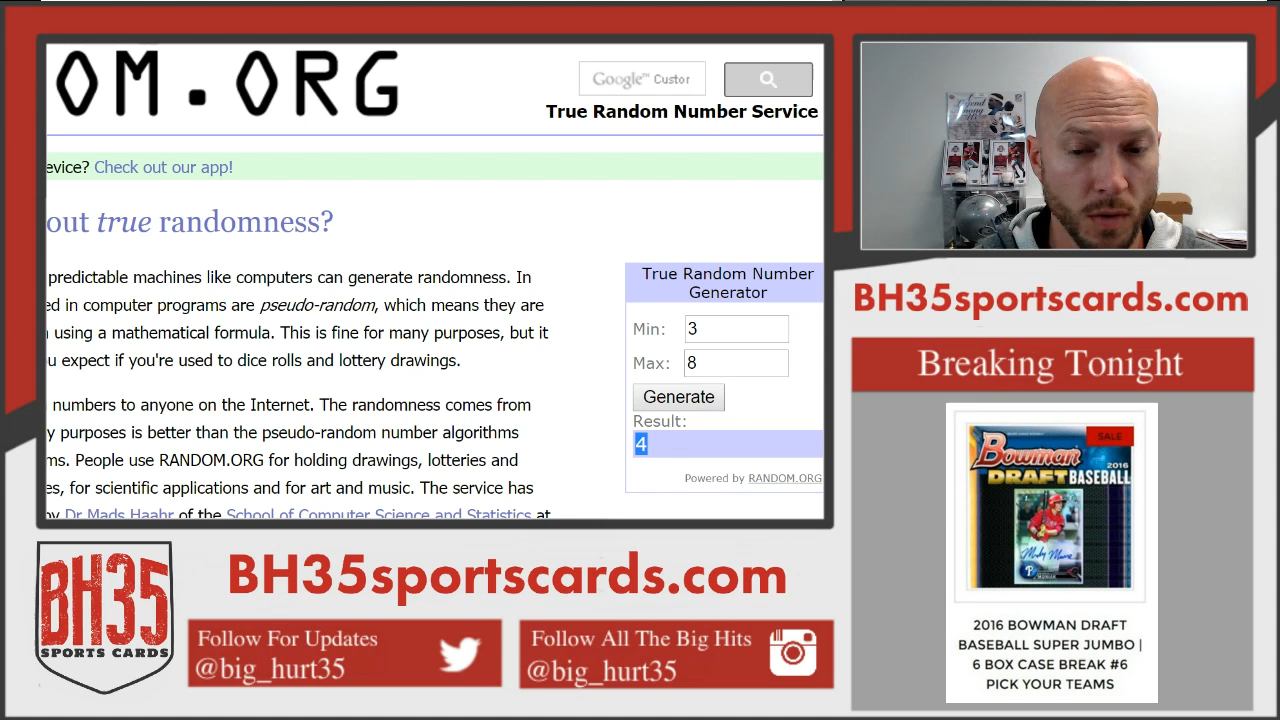 OM.ORG
Google™ Custor
True Random Number Service
evice? Check out our app!
out true randomness?
predictable machines like computers can generate randomness. In
ed in computer programs are pseudo-random, which means they are
using a mathematical formula. This is fine for many purposes, but it
u expect if you're used to dice rolls and lottery drawings.
numbers to anyone on the Internet. The randomness comes from
y purposes is better than the pseudo-random number algorithms
ms. People use RANDOM.ORG for holding drawings, lotteries and
es, for scientific applications and for art and music. The service has
by Dr Mads Haahr of the School of Computer Science and Statistics at
True Random Number
Generator
Min: 3
Max: 8
Generate
Result:
4
Powered by RANDOM.ORG
BH35sportscards.com
Breaking Tonight
Bowman
2016
DRAFT BASEBALL
SALE
2016 BOWMAN DRAFT
BASEBALL SUPER JUMBO |
6 BOX CASE BREAK #6
PICK YOUR TEAMS
BH35
SPORTS CARDS
BH35sportscards.com
Follow For Updates
@big_hurt35
Follow All The Big Hits
@big_hurt35